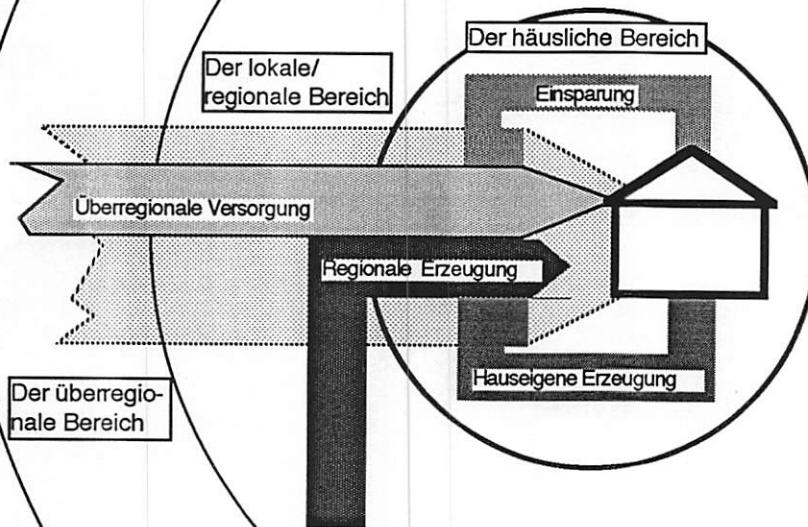 Der häusliche Bereich
Der lokale/
regionale Bereich
Einsparung
Überregionale Versorgung
Regionale Erzeugung
Hauseigene Erzeugung
Der überregio-
nale Bereich